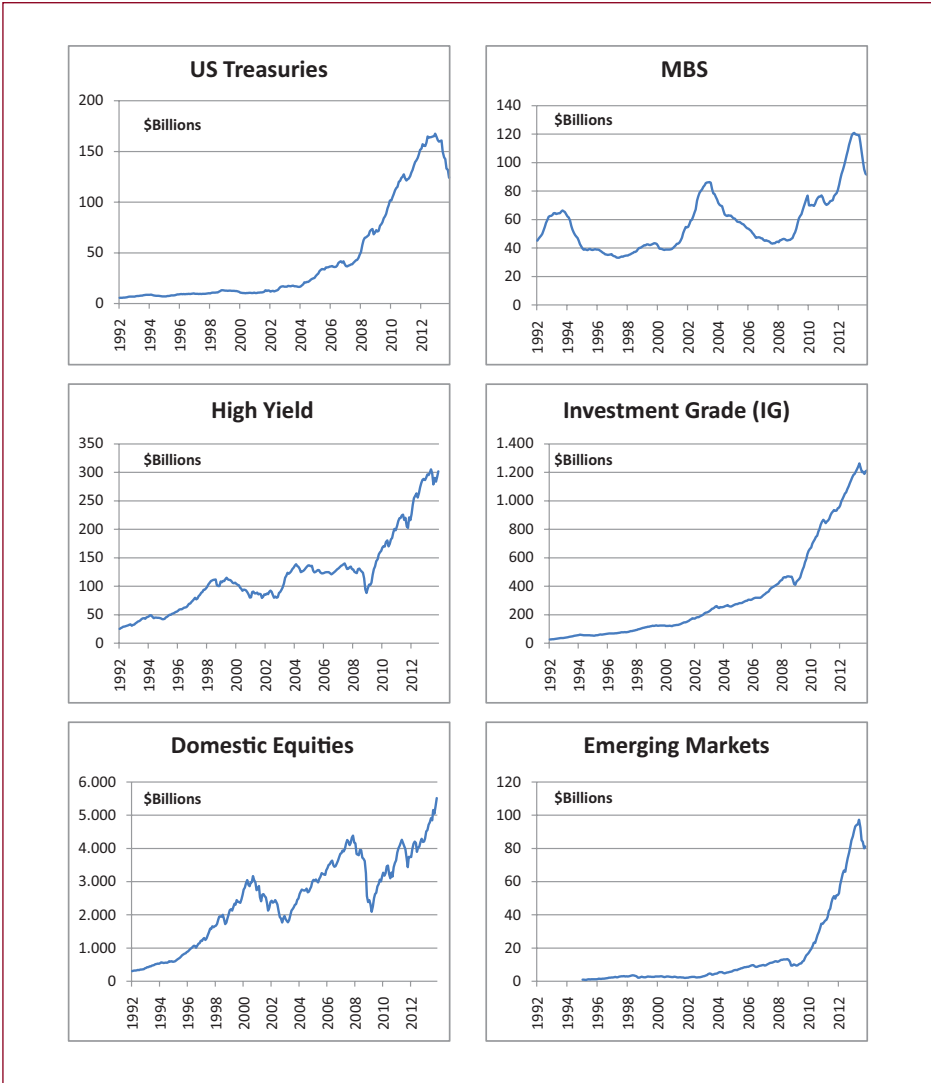 US Treasuries
$Billions
200
150
100
50
0
1992 1994 1996 1998 2000 2002 2004 2006 2008 2010 2012
MBS
$Billions
140
120
100
80
60
40
20
0
1992 1994 1996 1998 2000 2002 2004 2006 2008 2010 2012
High Yield
$Billions
350
300
250
200
150
100
50
0
1992 1994 1996 1998 2000 2002 2004 2006 2008 2010 2012
Investment Grade (IG)
$Billions
1.400
1.200
1.000
800
600
400
200
0
1992 1994 1996 1998 2000 2002 2004 2006 2008 2010 2012
Domestic Equities
$Billions
6.000
5.000
4.000
3.000
2.000
1.000
0
1992 1994 1996 1998 2000 2002 2004 2006 2008 2010 2012
Emerging Markets
$Billions
120
100
80
60
40
20
0
1992 1994 1996 1998 2000 2002 2004 2006 2008 2010 2012